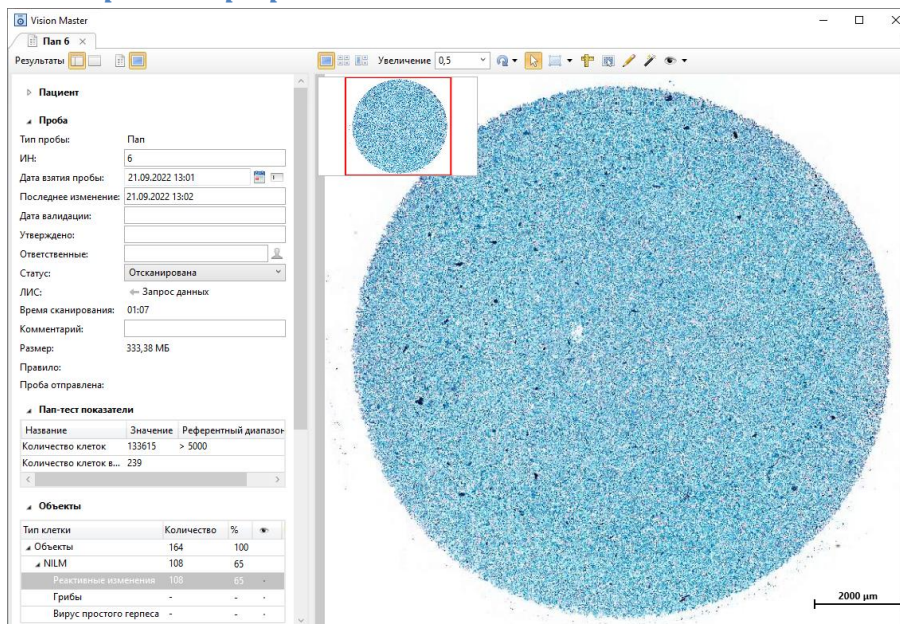 Vision Master
Пап 6
Результаты
Увеличение 0,5
Пациент
Проба
Тип пробы: Пап
ИН: 6
Дата взятия пробы: 21.09.2022 13:01
Последнее изменение: 21.09.2022 13:02
Дата валидации:
Утверждено:
Ответственные:
Статус: Отсканирована
ЛИС: Запрос данных
Время сканирования: 01:07
Комментарий:
Размер: 333,38 МБ
Правило:
Проба отправлена:
Пап-тест показатели
Название Значение Референтный диапазон
Количество клеток 133615 > 5000
Количество клеток в... 239
Объекты
Тип клетки Количество %
Объекты 164 100
NILM 108 65
Реактивные изменения 108 65
Грибы - -
Вирус простого герпеса - -
2000 µm